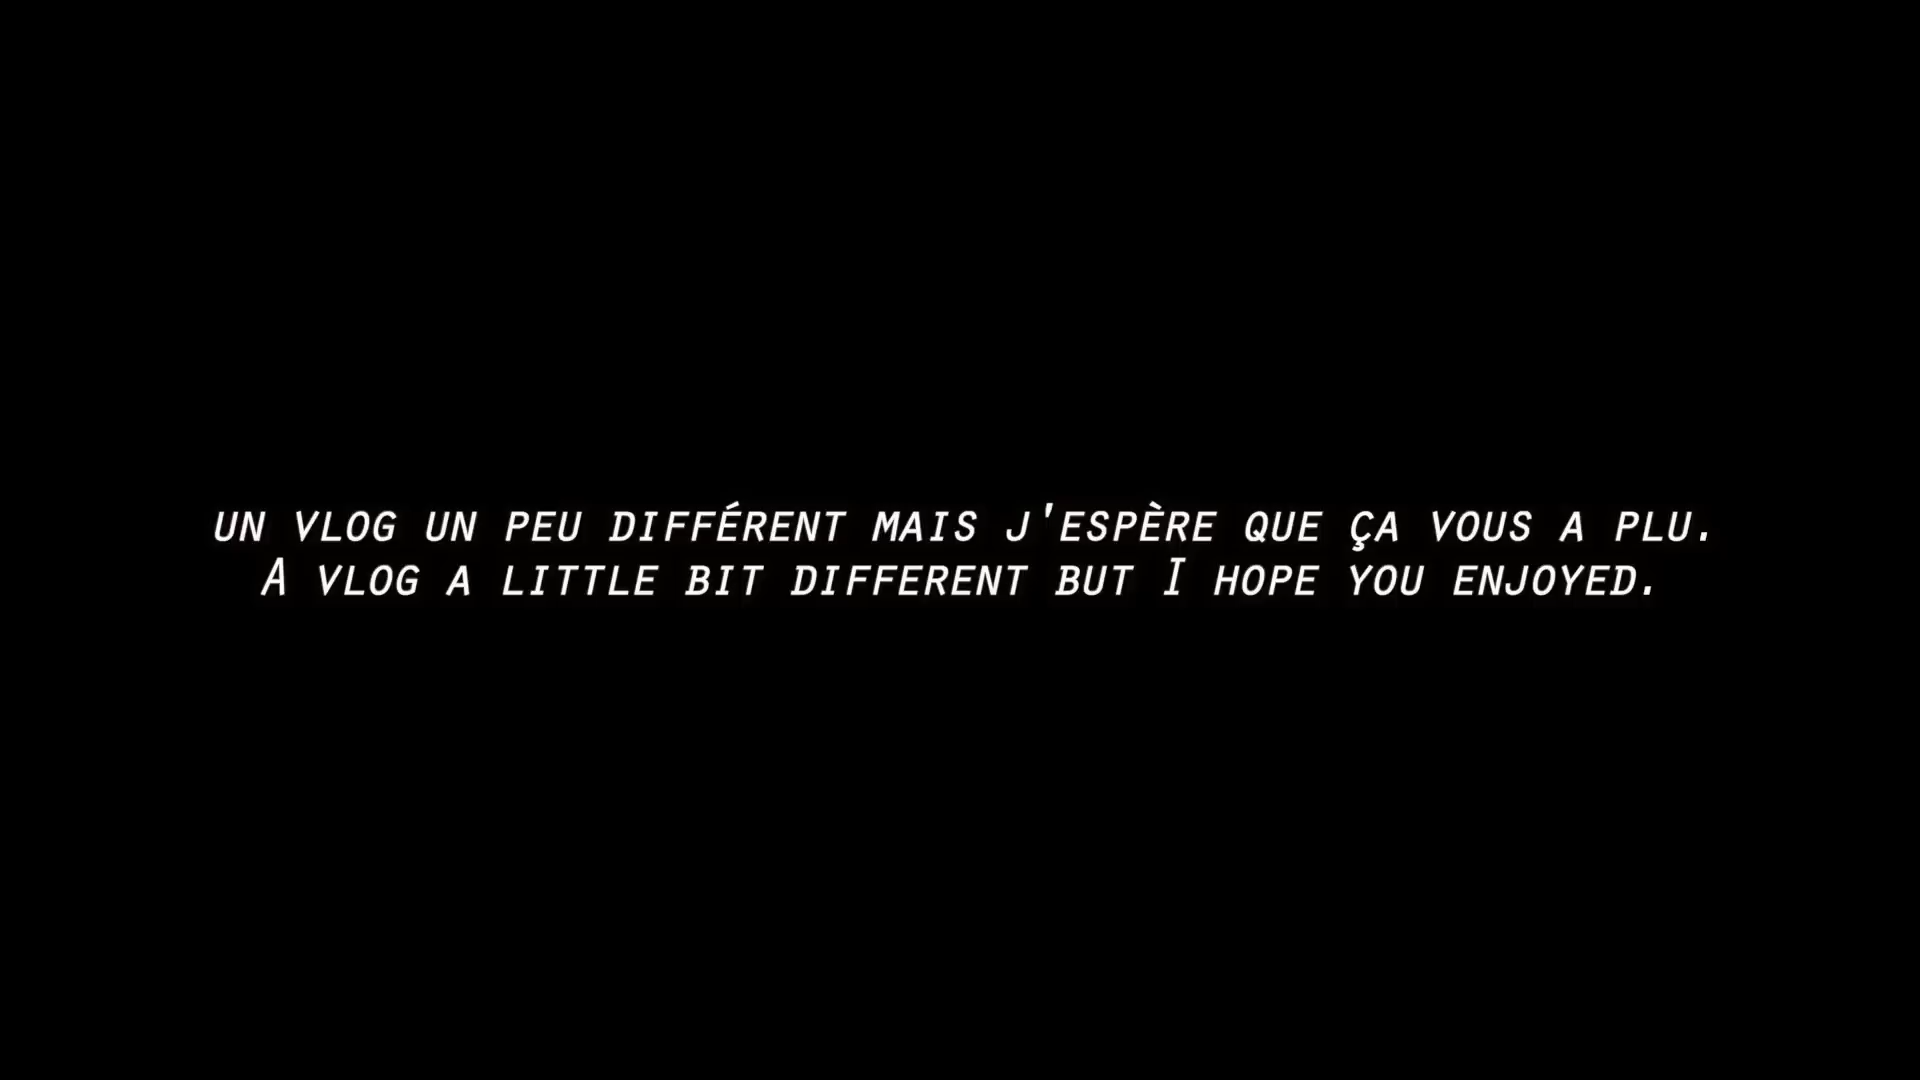 UN VLOG UN PEU DIFFÉRENT MAIS J'ESPÈRE QUE ÇA VOUS A PLU.
A VLOG A LITTLE BIT DIFFERENT BUT I HOPE YOU ENJOYED.